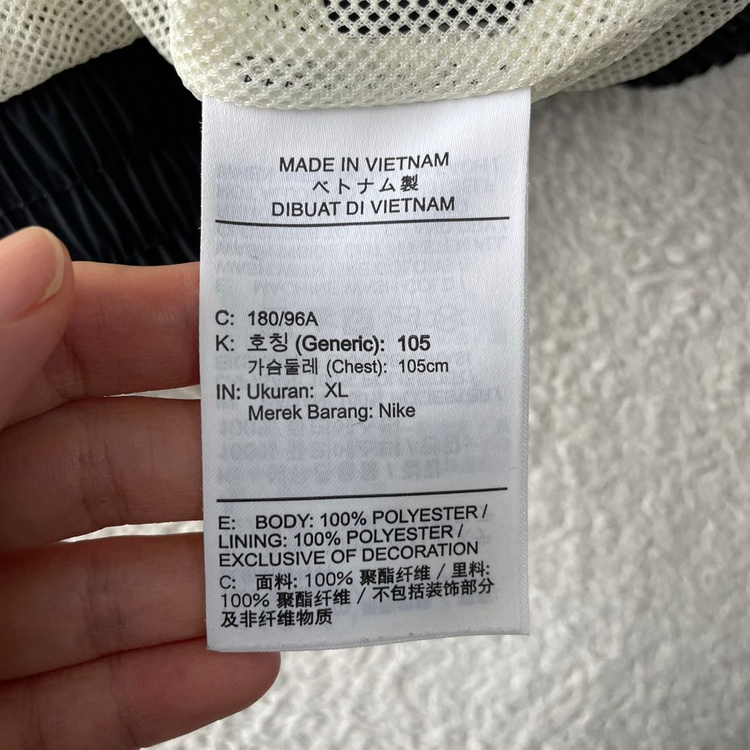 MADE IN VIETNAM
ベトナム製
DIBUAT DI VIETNAM
C: 180/96A
K: 호칭 (Generic): 105
가슴둘레 (Chest): 105cm
IN: Ukuran: XL
Merek Barang: Nike
E: BODY: 100% POLYESTER /
LINING: 100% POLYESTER /
EXCLUSIVE OF DECORATION
C: 面料: 100% 聚酯纤维 / 里料:
100% 聚酯纤维 / 不包括装饰部分
及非纤维物质